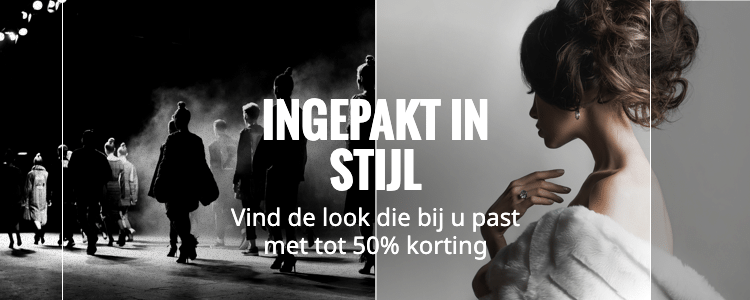 INGEPAKT IN
STIJL
Vind de look die bij u past
met tot 50% korting